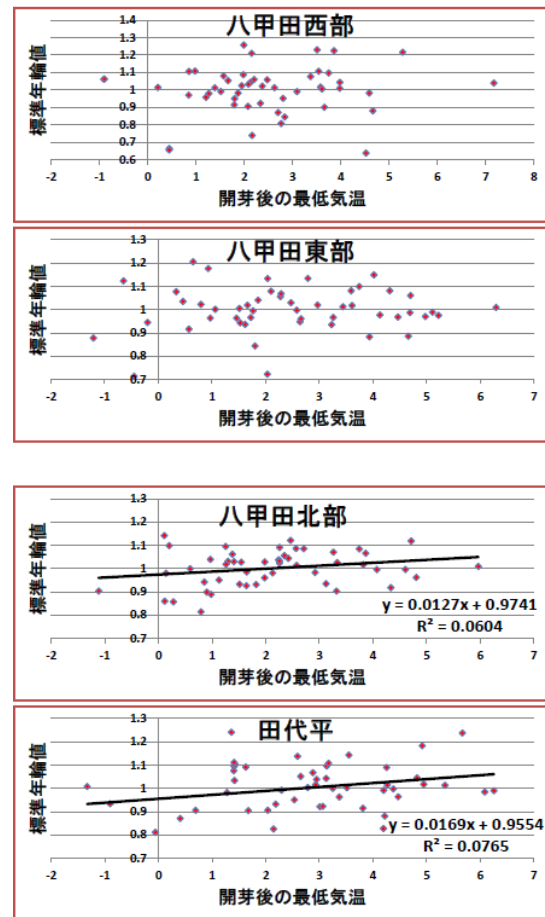 八甲田西部
標準年輪値
1.4
1.3
1.2
1.1
1
0.9
0.8
0.7
0.6
-2 -1 0 1 2 3 4 5 6 7 8
開芽後の最低気温
八甲田東部
標準年輪値
1.3
1.2
1.1
1
0.9
0.8
0.7
-2 -1 0 1 2 3 4 5 6 7
開芽後の最低気温
八甲田北部
標準年輪値
1.3
1.2
1.1
1
0.9
0.8
0.7
y = 0.0127x + 0.9741
R² = 0.0604
-2 -1 0 1 2 3 4 5 6 7
開芽後の最低気温
田代平
標準年輪値
1.3
1.2
1.1
1
0.9
0.8
0.7
y = 0.0169x + 0.9554
R² = 0.0765
-2 -1 0 1 2 3 4 5 6 7
開芽後の最低気温